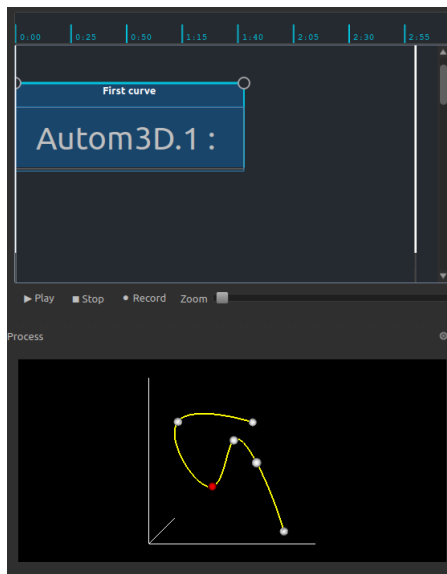 0:00 0:25 0:50 1:15 1:40 2:05 2:30 2:55
First curve
Autom3D.1 :
Play Stop Record Zoom
Process